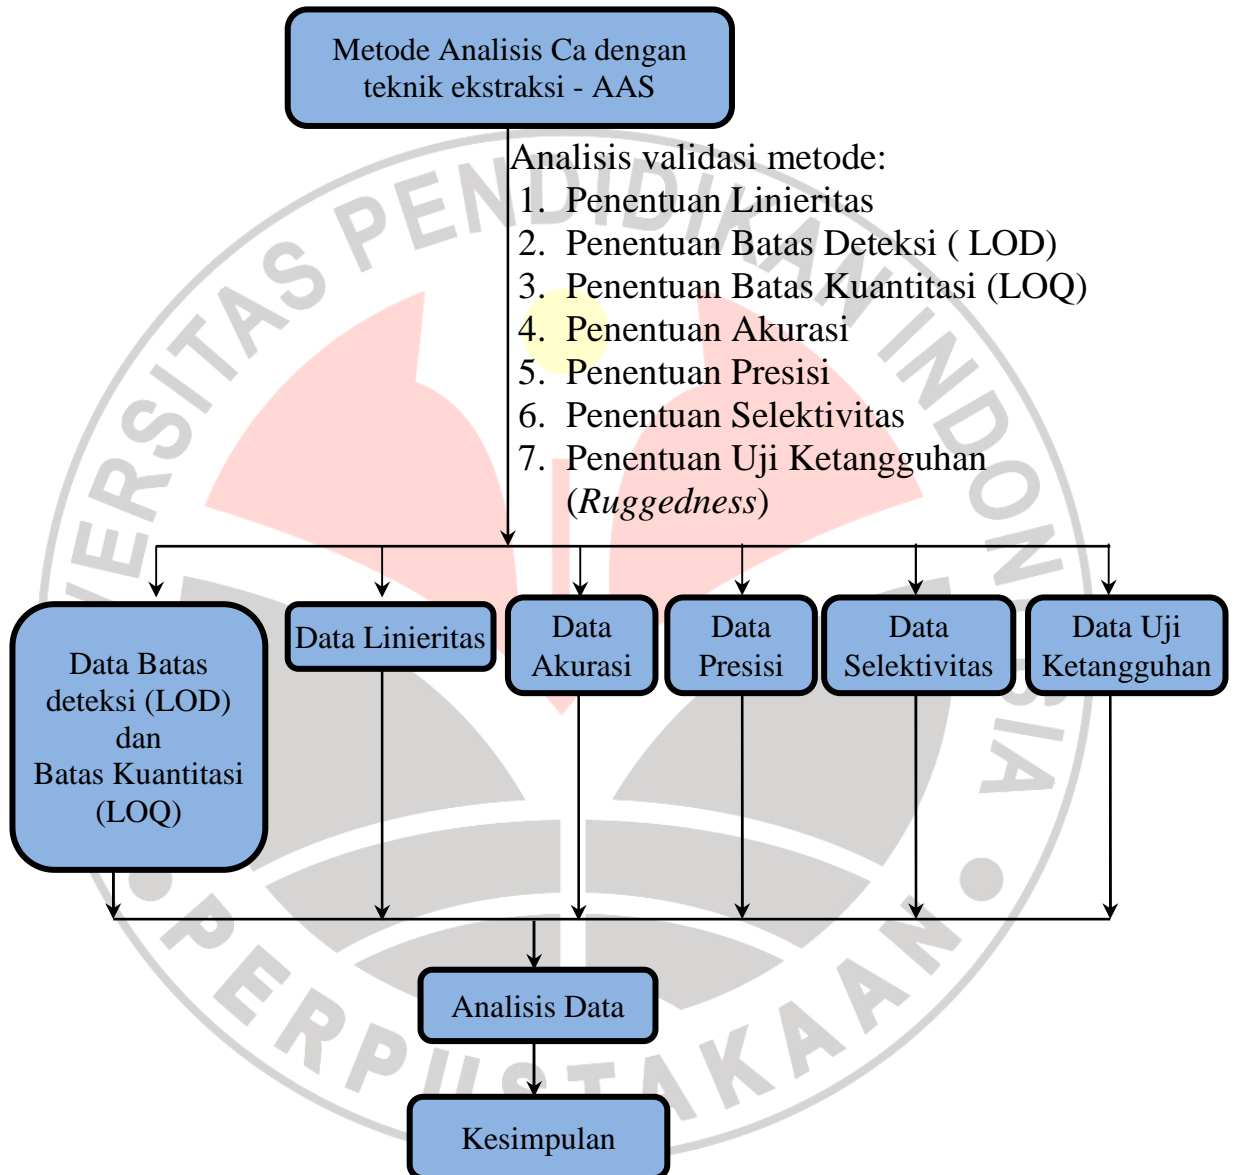 Metode Analisis Ca dengan
teknik ekstraksi - AAS
Analisis validasi metode:
1. Penentuan Linieritas
2. Penentuan Batas Deteksi ( LOD)
3. Penentuan Batas Kuantitasi (LOQ)
4. Penentuan Akurasi
5. Penentuan Presisi
6. Penentuan Selektivitas
7. Penentuan Uji Ketangguhan
(Ruggedness)
Data Batas
deteksi (LOD)
dan
Batas Kuantitasi
(LOQ)
Data Linieritas
Data
Akurasi
Data
Presisi
Data
Selektivitas
Data Uji
Ketangguhan
Analisis Data
Kesimpulan
PENDIDIKAN
PERPUSTAKAAN